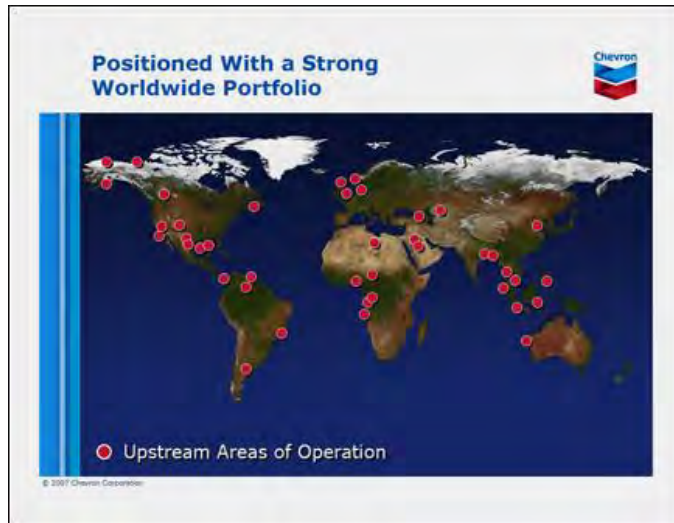 Positioned With a Strong
Worldwide Portfolio
Chevron
Upstream Areas of Operation
© 2007 Chevron Corporation